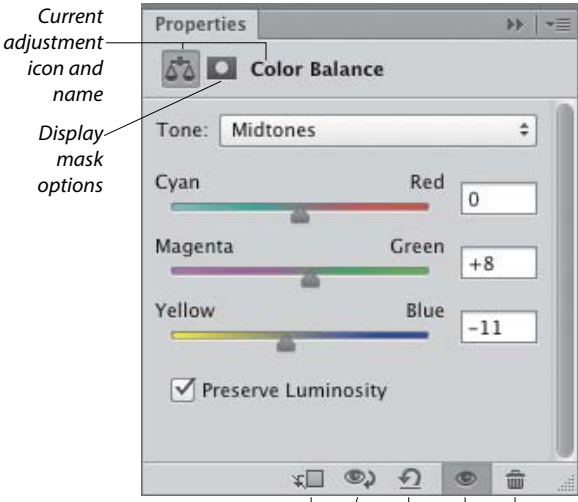 Current
adjustment
icon and
name
Display
mask
options
Properties
Color Balance
Tone: Midtones
Cyan Red 0
Magenta Green +8
Yellow Blue -11
Preserve Luminosity